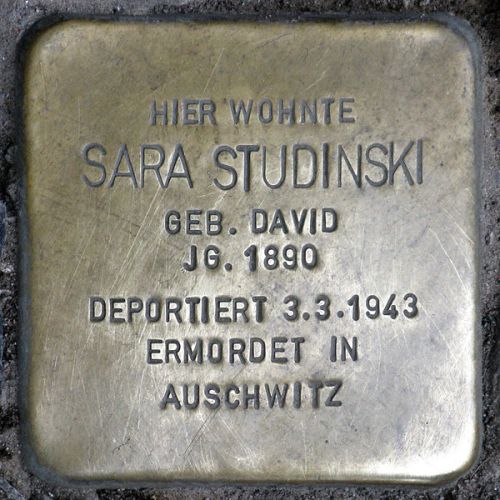 HIER WOHNTE
SARA STUDINSKI
GEB. DAVID
JG. 1890
DEPORTIERT 3.3.1943
ERMORDET IN
AUSCHWITZ